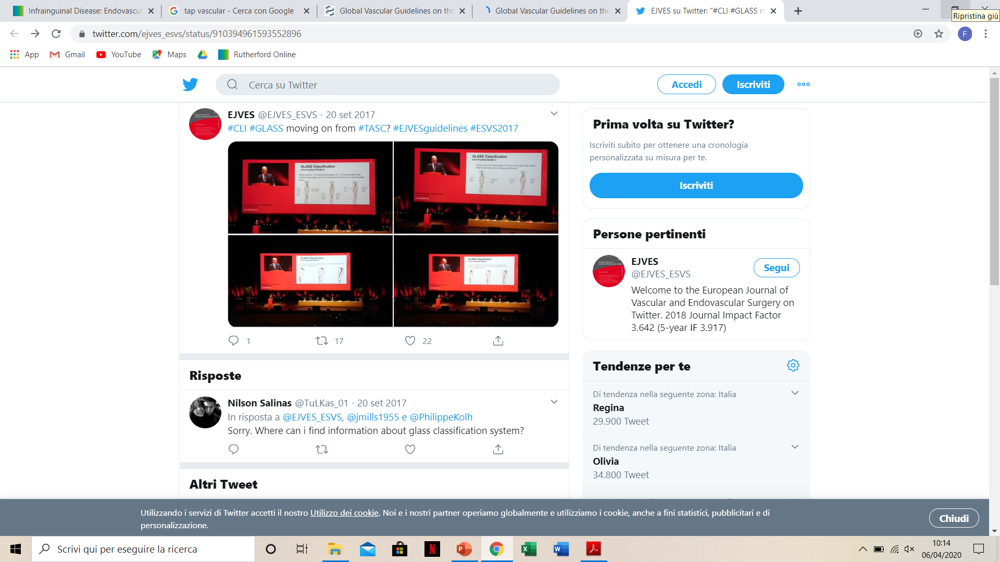 Infrainguinal Disease: Endovascul
tap vascular - Cerca con Google
Global Vascular Guidelines on the
Global Vascular Guidelines on the
EJVES su Twitter: "#CLI #GLASS m
Ripristina giù
twitter.com/ejves_esvs/status/910394961593552896
F
App
Gmail
YouTube
Maps
Rutherford Online
Cerca su Twitter
Accedi
Iscriviti
EJVES @EJVES_ESVS · 20 set 2017
#CLI #GLASS moving on from #TASC? #EJVESguidelines #ESVS2017
GLASS Classification
Infra-Popliteal Grade 4
GLASS Classification
Infra-Popliteal Grade 3
GLASS Classification
GLASS Classification
1
17
22
Risposte
Nilson Salinas @TuLKas_01 · 20 set 2017
In risposta a @EJVES_ESVS, @jmills1955 e @PhilippeKolh
Sorry. Where can i find information about glass classification system?
Altri Tweet
Prima volta su Twitter?
Iscriviti subito per ottenere una cronologia
personalizzata su misura per te.
Iscriviti
Persone pertinenti
EJVES
@EJVES_ESVS
Segui
Welcome to the European Journal of
Vascular and Endovascular Surgery on
Twitter. 2018 Journal Impact Factor
3.642 (5-year IF 3.917)
Tendenze per te
Di tendenza nella seguente zona: Italia
Regina
29.900 Tweet
Di tendenza nella seguente zona: Italia
Olivia
34.800 Tweet
Utilizzando i servizi di Twitter accetti il nostro Utilizzo dei cookie. Noi e i nostri partner operiamo globalmente e utilizziamo i cookie, anche a fini statistici, pubblicitari e di
personalizzazione.
Chiudi
Scrivi qui per eseguire la ricerca
10:14
06/04/2020